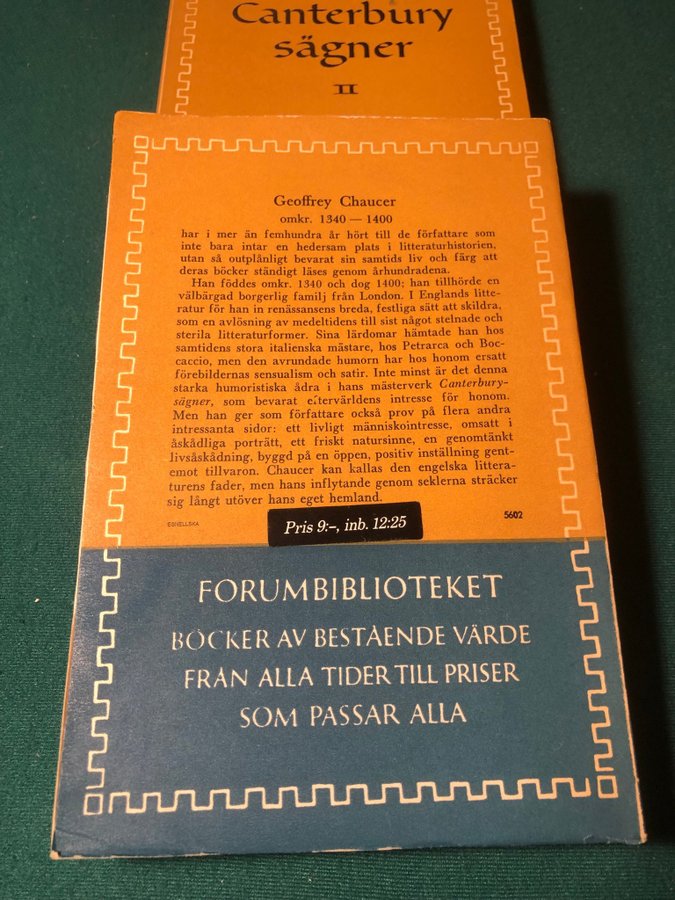 Canterbury
sägner
II
Geoffrey Chaucer
omkr. 1340 — 1400
har i mer än femhundra år hört till de författare som
inte bara intar en hedersam plats i litteraturhistorien,
utan så outplånligt bevarat sin samtids liv och färg att
deras böcker ständigt läses genom århundradena.
Han föddes omkr. 1340 och dog 1400; han tillhörde en
välbärgad borgerlig familj från London. I Englands litte-
ratur för han in renässansens breda, festliga sätt att skildra,
som en avlösning av medeltidens till sist något stelnade och
sterila litteraturformer. Sina lärdomar hämtade han hos
samtidens stora italienska mästare, hos Petrarca och Boc-
caccio, men den avrundade humorn har hos honom ersatt
förebildernas sensualism och satir. Inte minst är det denna
starka humoristiska ådra i hans mästerverk Canterbury-
sägner, som bevarat eftervärldens intresse för honom.
Men han ger som författare också prov på flera andra
intressanta sidor: ett livligt människointresse, omsatt i
åskådliga porträtt, ett friskt natursinne, en genomtänkt
livsåskådning, byggd på en öppen, positiv inställning gent-
emot tillvaron. Chaucer kan kallas den engelska littera-
turens fader, men hans inflytande genom seklerna sträcker
sig långt utöver hans eget hemland.
EGNELLSKA
5602
Pris 9:–, inb. 12:25
FORUMBIBLIOTEKET
BÖCKER AV BESTÅENDE VÄRDE
FRÅN ALLA TIDER TILL PRISER
SOM PASSAR ALLA